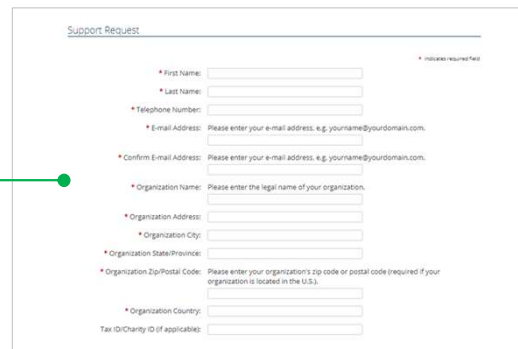 Support Request
* indicates required field
* First Name:
* Last Name:
* Telephone Number:
* E-mail Address: Please enter your e-mail address, e.g. yourname@yourdomain.com.
* Confirm E-mail Address: Please enter your e-mail address, e.g. yourname@yourdomain.com.
* Organization Name: Please enter the legal name of your organization.
* Organization Address:
* Organization City:
* Organization State/Province:
* Organization Zip/Postal Code: Please enter your organization's zip code or postal code (required if your
organization is located in the U.S.).
* Organization Country:
Tax ID/Charity ID (if applicable):